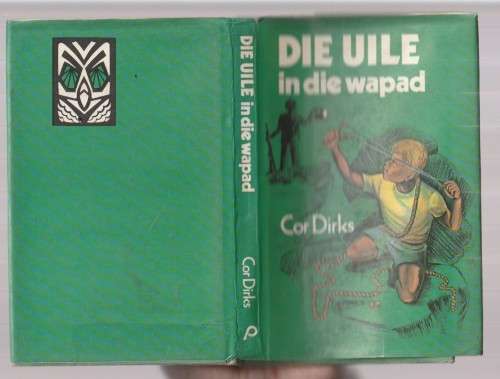 DIE UILE in die wapad
Cor Dirks
DIE UILE
in die wapad
Cor Dirks